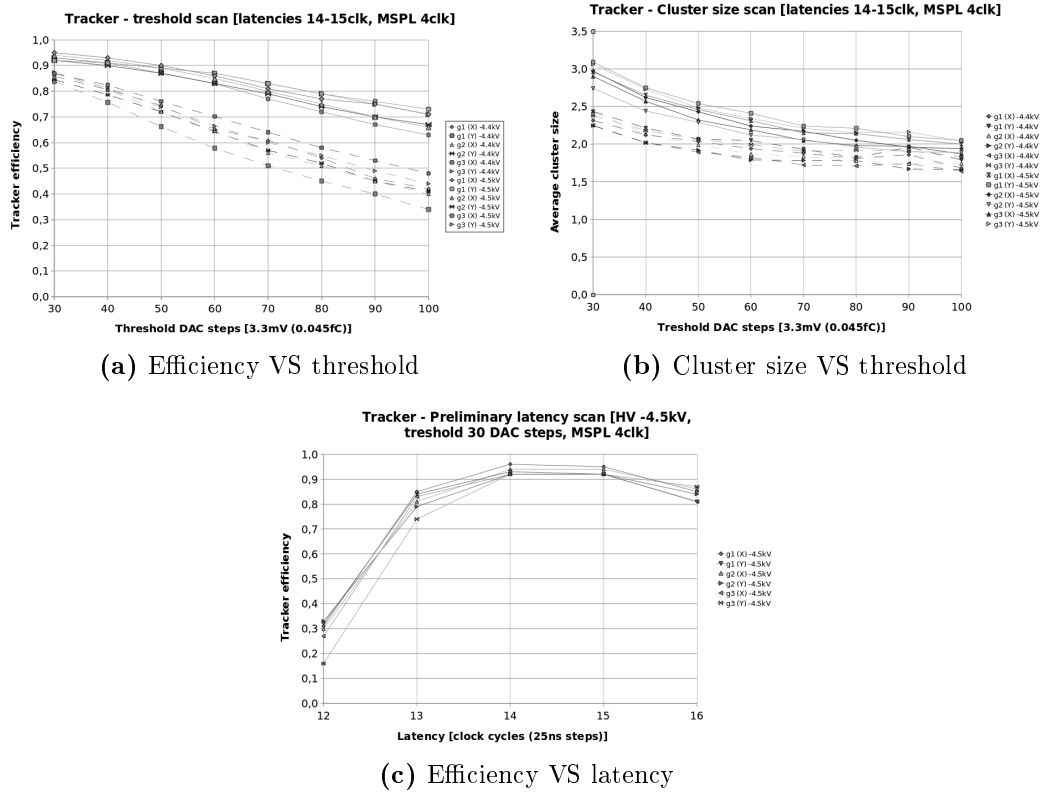 Tracker - treshold scan [latencies 14-15clk, MSPL 4clk]
Tracker efficiency
1,0
0,9
0,8
0,7
0,6
0,5
0,4
0,3
0,2
0,1
0,0
30 40 50 60 70 80 90 100
Threshold DAC steps [3.3mV (0.045fC)]
g1 (X) -4.4kV
g1 (Y) -4.4kV
g2 (X) -4.4kV
g2 (Y) -4.4kV
g3 (X) -4.4kV
g3 (Y) -4.4kV
g1 (X) -4.5kV
g1 (Y) -4.5kV
g2 (X) -4.5kV
g2 (Y) -4.5kV
g3 (X) -4.5kV
g3 (Y) -4.5kV
(a) Efficiency VS threshold
Tracker - Cluster size scan [latencies 14-15clk, MSPL 4clk]
Average cluster size
3,5
3,0
2,5
2,0
1,5
1,0
0,5
0,0
30 40 50 60 70 80 90 100
Treshold DAC steps [3.3mV (0.045fC)]
g1 (X) -4.4kV
g1 (Y) -4.4kV
g2 (X) -4.4kV
g2 (Y) -4.4kV
g3 (X) -4.4kV
g3 (Y) -4.4kV
g1 (X) -4.5kV
g1 (Y) -4.5kV
g2 (X) -4.5kV
g2 (Y) -4.5kV
g3 (X) -4.5kV
g3 (Y) -4.5kV
(b) Cluster size VS threshold
Tracker - Preliminary latency scan [HV -4.5kV,
treshold 30 DAC steps, MSPL 4clk]
Tracker efficiency
1,0
0,9
0,8
0,7
0,6
0,5
0,4
0,3
0,2
0,1
0,0
12 13 14 15 16
Latency [clock cycles (25ns steps)]
g1 (X) -4.5kV
g1 (Y) -4.5kV
g2 (X) -4.5kV
g2 (Y) -4.5kV
g3 (X) -4.5kV
g3 (Y) -4.5kV
(c) Efficiency VS latency